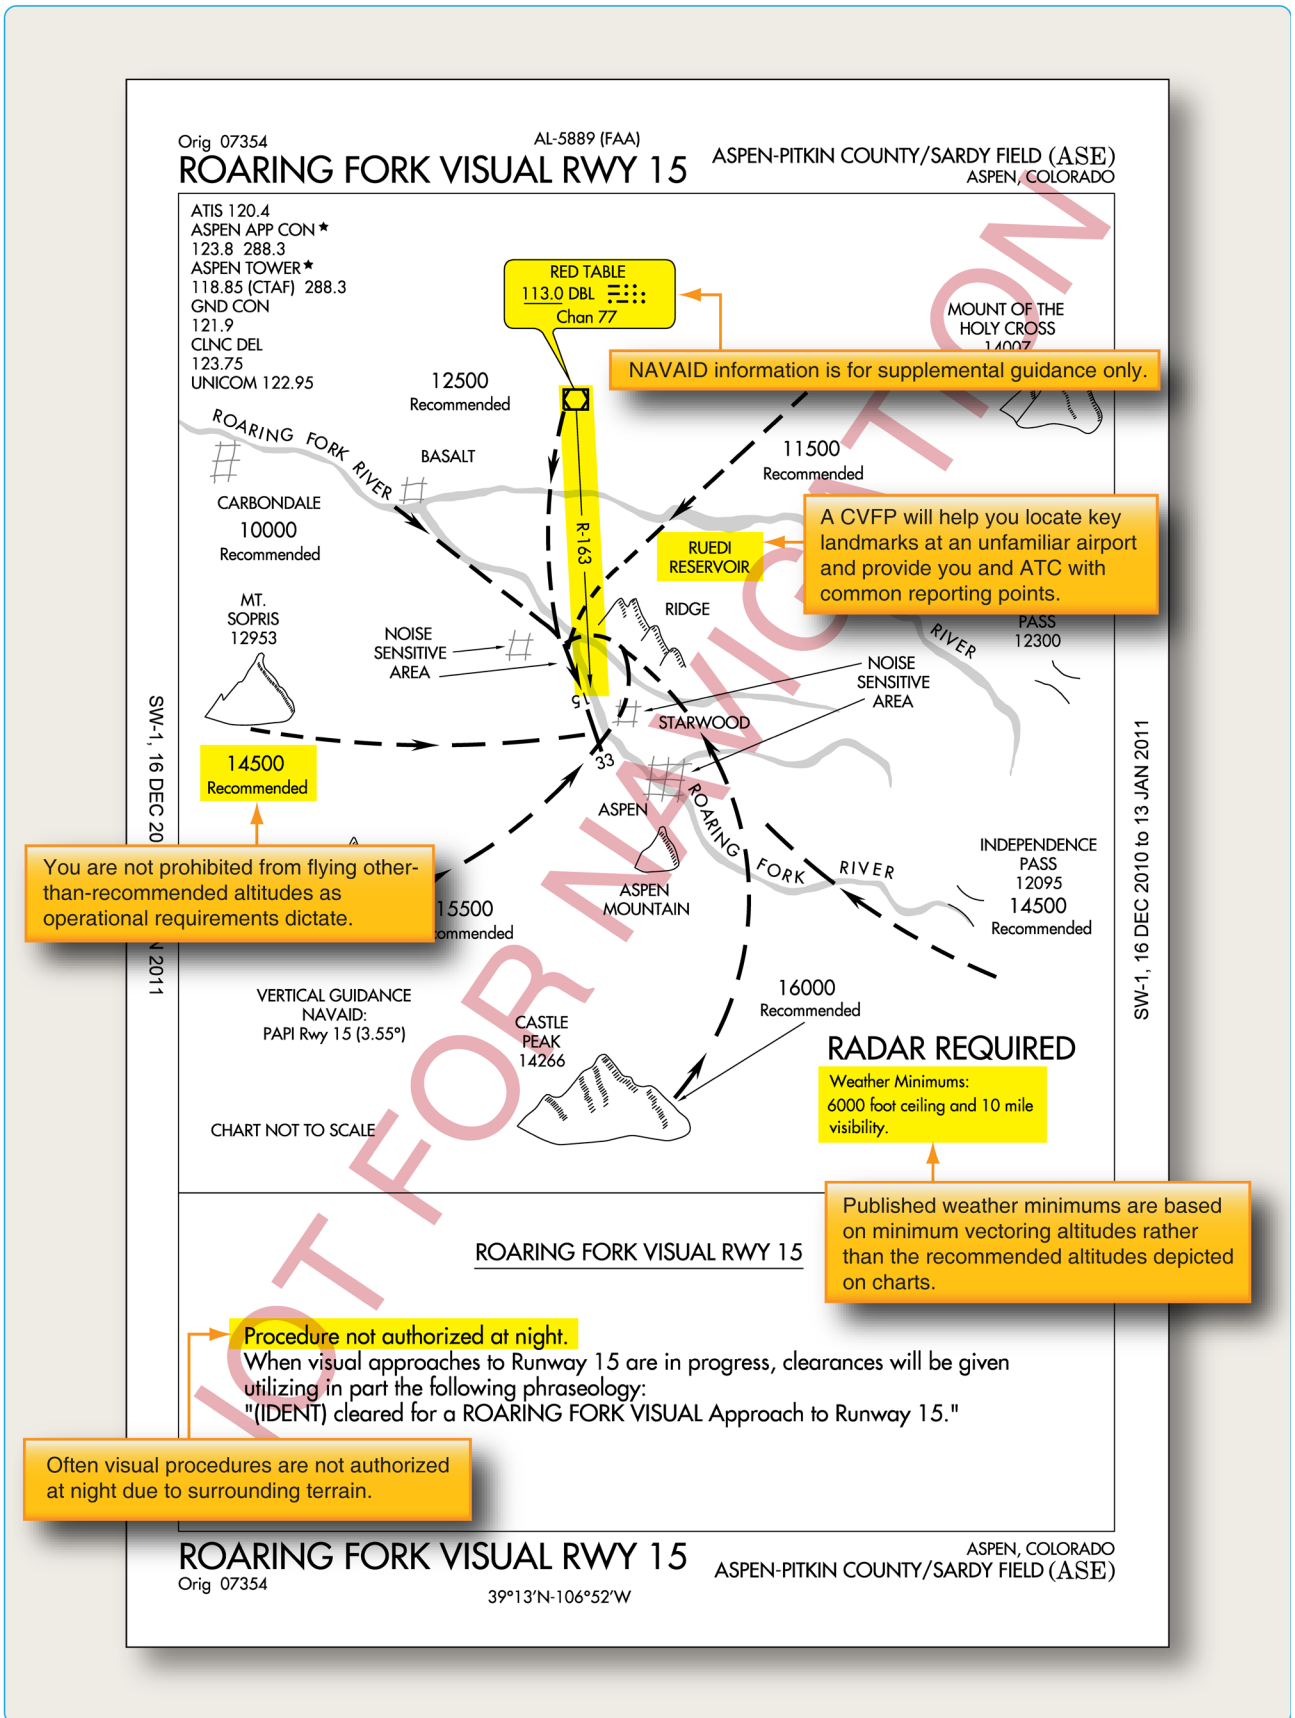 Orig 07354
AL-5889 (FAA)
ROARING FORK VISUAL RWY 15
ASPEN-PITKIN COUNTY/SARDY FIELD (ASE)
ASPEN, COLORADO
ATIS 120.4
ASPEN APP CON★
123.8 288.3
ASPEN TOWER★
118.85 (CTAF) 288.3
GND CON
121.9
CLNC DEL
123.75
UNICOM 122.95
RED TABLE
113.0 DBL
Chan 77
MOUNT OF THE
HOLY CROSS
14007
NAVAID information is for supplemental guidance only.
12500
Recommended
11500
Recommended
ROARING FORK RIVER
BASALT
CARBONDALE
10000
Recommended
R-163
RUEDI
RESERVOIR
A CVFP will help you locate key
landmarks at an unfamiliar airport
and provide you and ATC with
common reporting points.
PASS
12300
RIVER
MT.
SOPRIS
12953
NOISE
SENSITIVE
AREA
RIDGE
NOISE
SENSITIVE
AREA
15
STARWOOD
33
14500
Recommended
ASPEN
ROARING FORK RIVER
ASPEN
MOUNTAIN
INDEPENDENCE
PASS
12095
14500
Recommended
You are not prohibited from flying other-
than-recommended altitudes as
operational requirements dictate.
15500
commended
VERTICAL GUIDANCE
NAVAID:
PAPI Rwy 15 (3.55°)
CASTLE
PEAK
14266
16000
Recommended
RADAR REQUIRED
Weather Minimums:
6000 foot ceiling and 10 mile
visibility.
CHART NOT TO SCALE
Published weather minimums are based
on minimum vectoring altitudes rather
than the recommended altitudes depicted
on charts.
SW-1, 16 DEC 20
N 2011
SW-1, 16 DEC 2010 to 13 JAN 2011
ROARING FORK VISUAL RWY 15
Procedure not authorized at night.
When visual approaches to Runway 15 are in progress, clearances will be given
utilizing in part the following phraseology:
"(IDENT) cleared for a ROARING FORK VISUAL Approach to Runway 15."
Often visual procedures are not authorized
at night due to surrounding terrain.
ROARING FORK VISUAL RWY 15
Orig 07354
39°13'N-106°52'W
ASPEN, COLORADO
ASPEN-PITKIN COUNTY/SARDY FIELD (ASE)
NOT FOR NAVIGATION